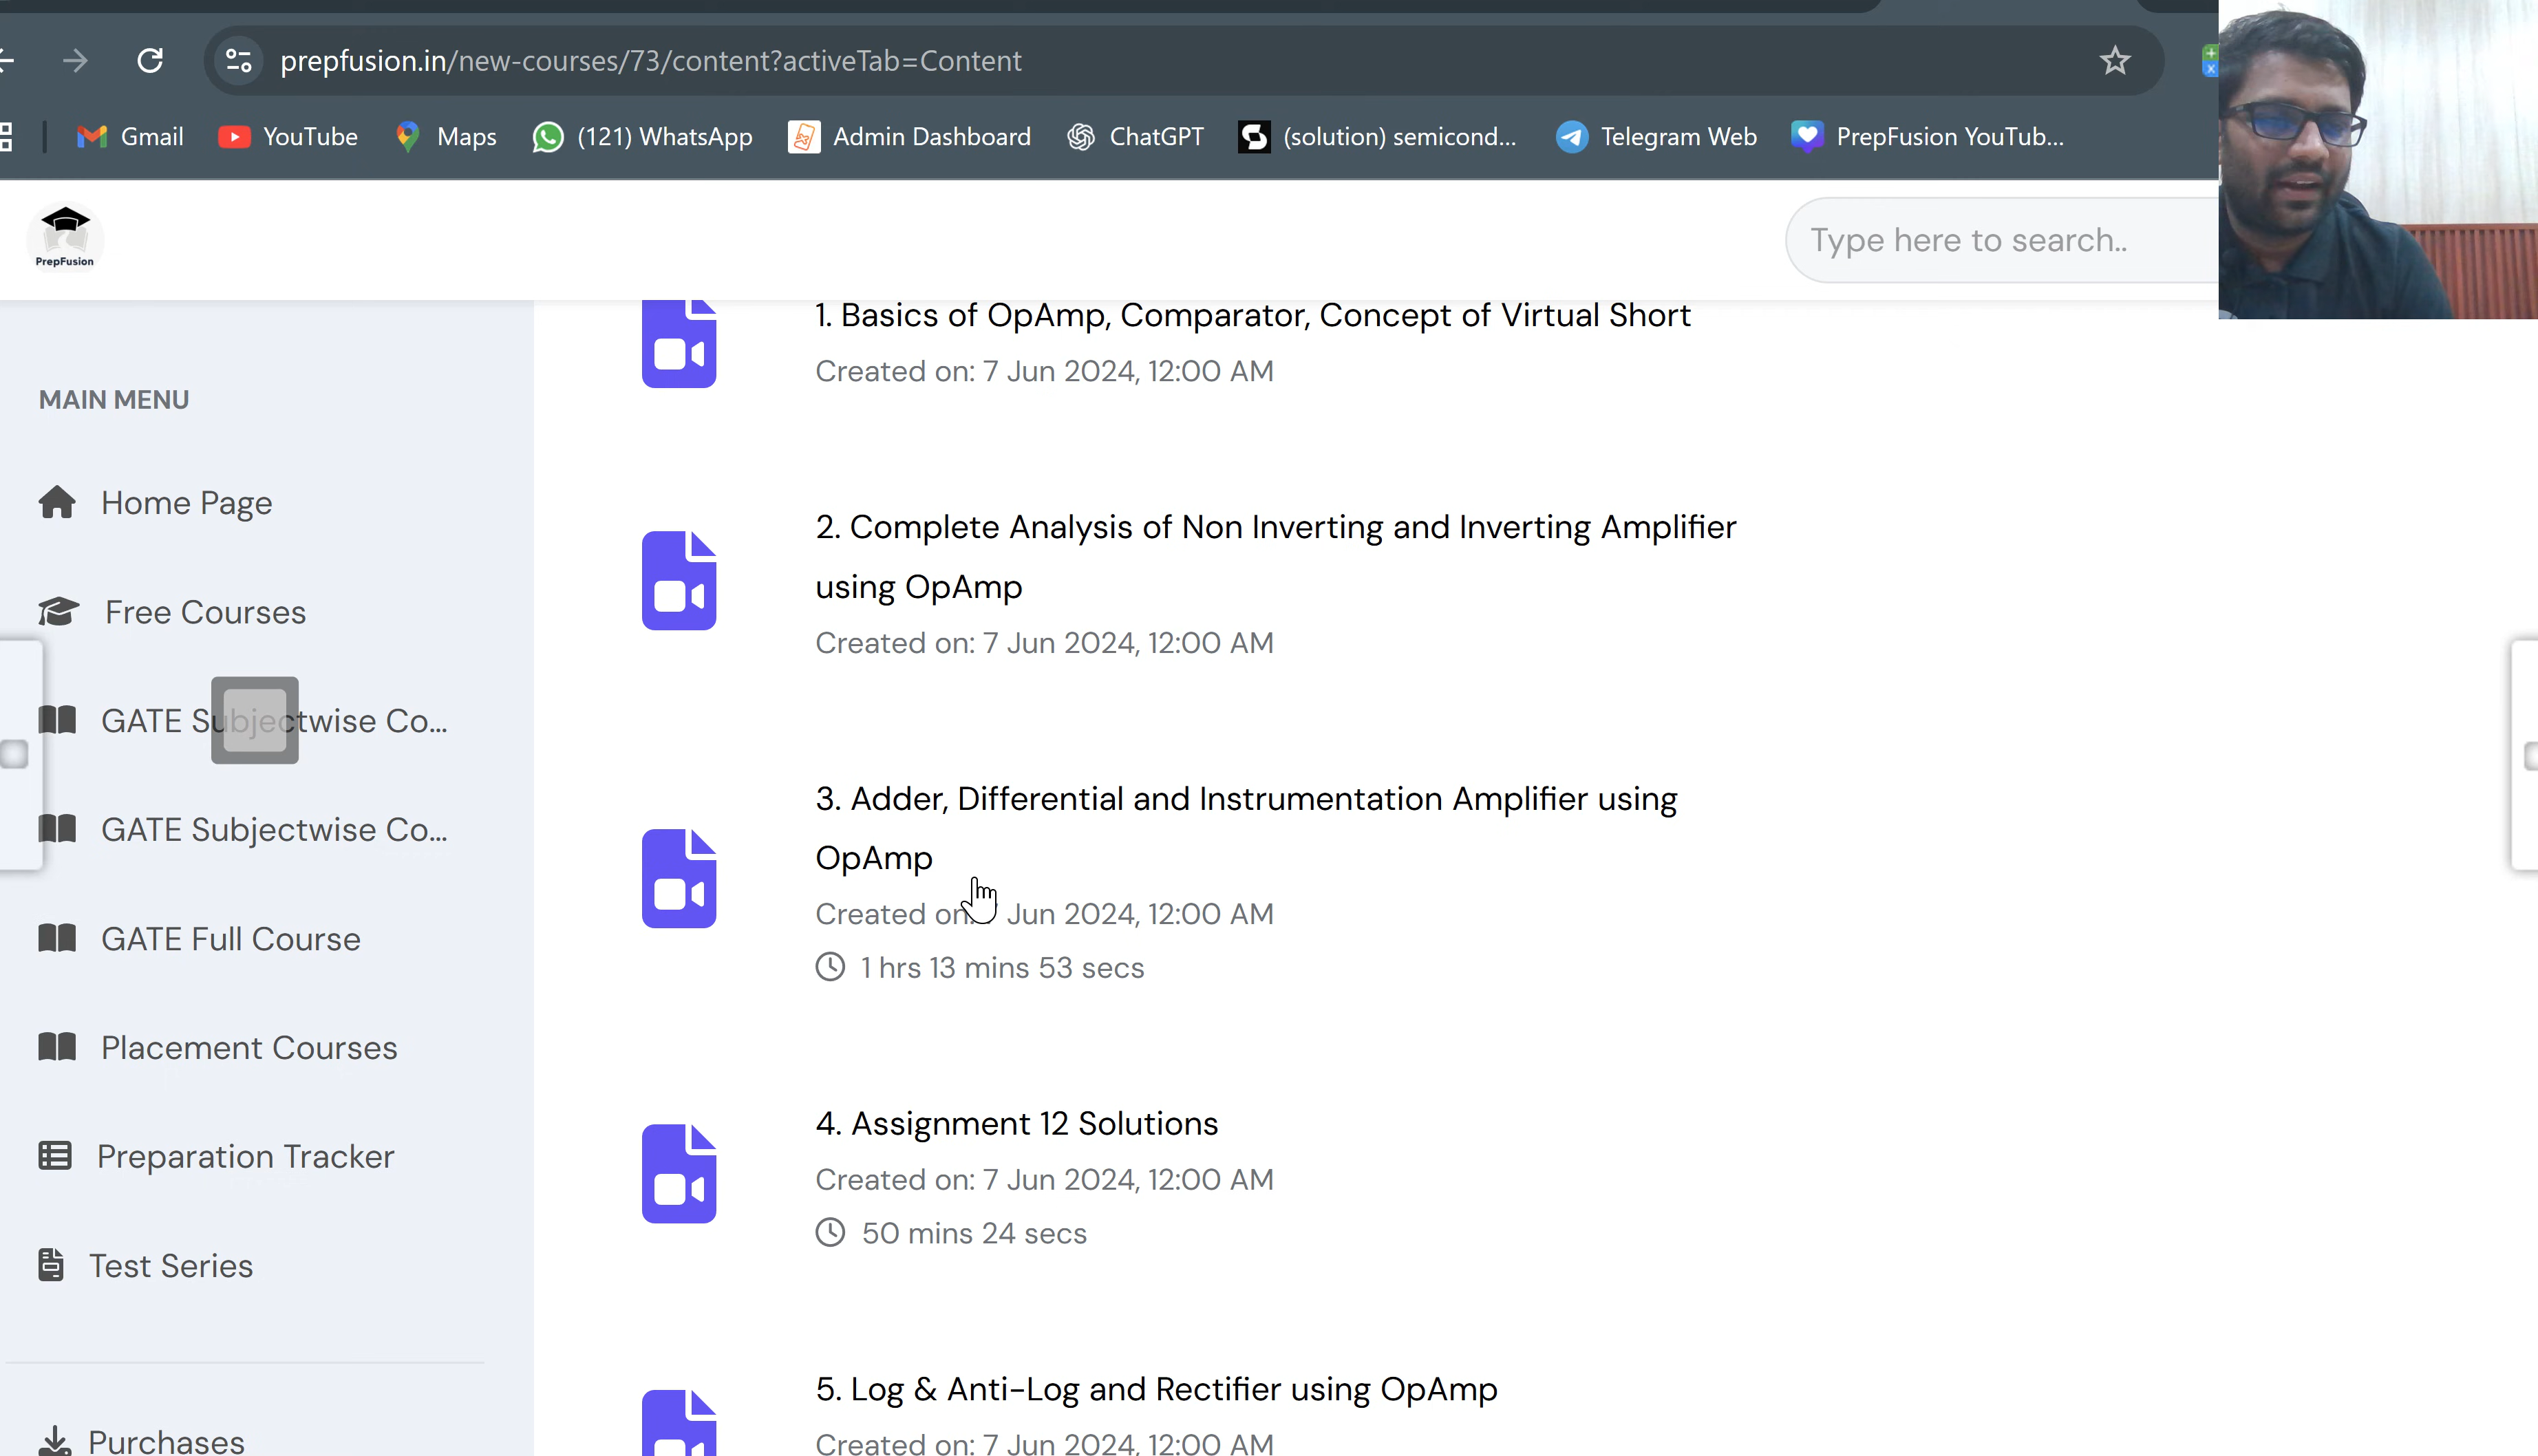 prepfusion.in/new-courses/73/content?activeTab=Content
Gmail
YouTube
Maps
(121) WhatsApp
Admin Dashboard
ChatGPT
(solution) semicond...
Telegram Web
PrepFusion YouTub...
PrepFusion
Type here to search..
MAIN MENU
Home Page
Free Courses
GATE Subjectwise Co...
GATE Subjectwise Co...
GATE Full Course
Placement Courses
Preparation Tracker
Test Series
Purchases
1. Basics of OpAmp, Comparator, Concept of Virtual Short
Created on: 7 Jun 2024, 12:00 AM
2. Complete Analysis of Non Inverting and Inverting Amplifier
using OpAmp
Created on: 7 Jun 2024, 12:00 AM
3. Adder, Differential and Instrumentation Amplifier using
OpAmp
Created on: Jun 2024, 12:00 AM
1 hrs 13 mins 53 secs
4. Assignment 12 Solutions
Created on: 7 Jun 2024, 12:00 AM
50 mins 24 secs
5. Log & Anti-Log and Rectifier using OpAmp
Created on: 7 Jun 2024, 12:00 AM